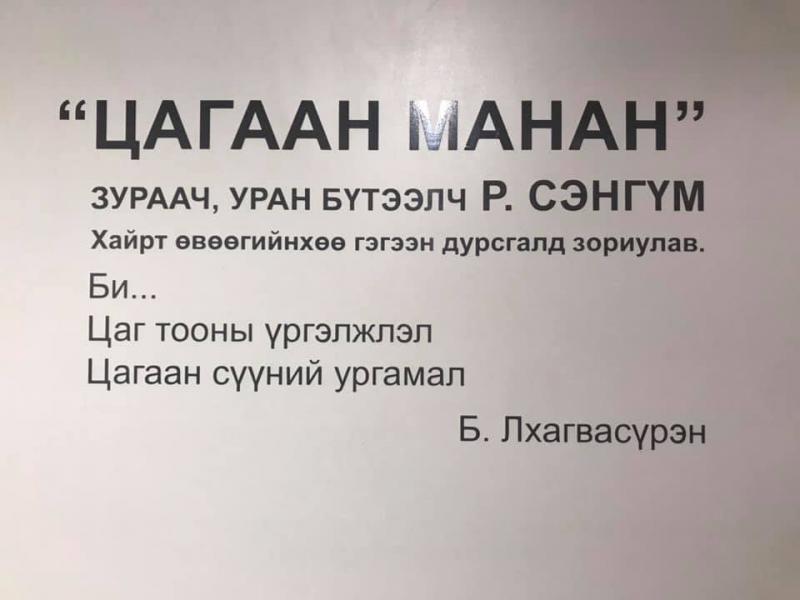 “ЦАГААН МАНАН”
ЗУРААЧ, УРАН БҮТЭЭЛЧ Р. СЭНГҮМ
Хайрт өвөөгийнхөө гэгээн дурсгалд зориулав.
Би...
Цаг тооны үргэлжлэл
Цагаан сүүний ургамал
Б. Лхагвасүрэн